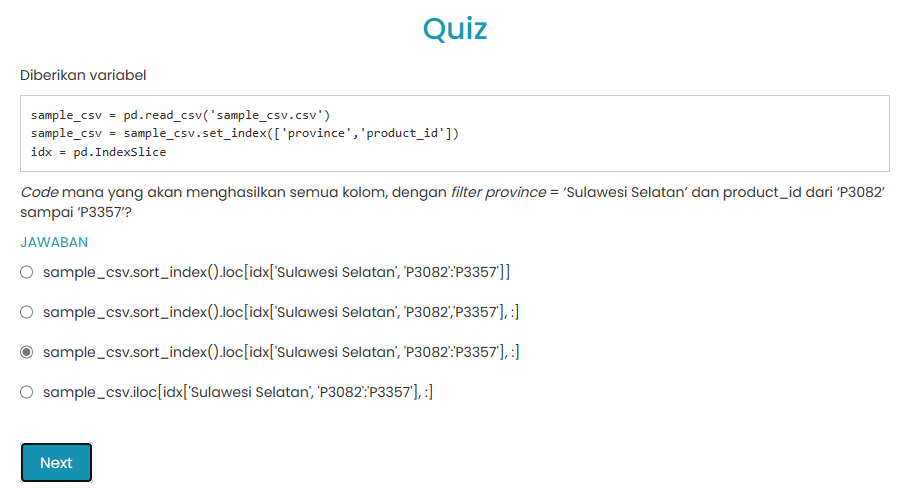 Quiz
Diberikan variabel
sample_csv = pd.read_csv('sample_csv.csv')
sample_csv = sample_csv.set_index(['province','product_id'])
idx = pd.IndexSlice
Code mana yang akan menghasilkan semua kolom, dengan filter province = ‘Sulawesi Selatan’ dan product_id dari ‘P3082’
sampai ‘P3357’?
JAWABAN
sample_csv.sort_index().loc[idx['Sulawesi Selatan', 'P3082':'P3357']]
sample_csv.sort_index().loc[idx['Sulawesi Selatan', 'P3082','P3357'], :]
sample_csv.sort_index().loc[idx['Sulawesi Selatan', 'P3082':'P3357'], :]
sample_csv.iloc[idx['Sulawesi Selatan', 'P3082':'P3357'], :]
Next